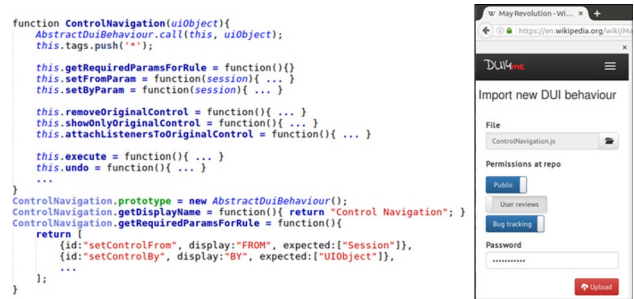 function ControlNavigation(uiObject){
AbstractDuiBehaviour.call(this, uiObject);
this.tags.push('*');
this.getRequiredParamsForRule = function(){}
this.setFromParam = function(session){ ... }
this.setByParam = function(session){ ... }
this.removeOriginalControl = function(){ ... }
this.showOnlyOriginalControl = function(){ ... }
this.attachListenersToOriginalControl = function(){ ... }
this.execute = function(){ ... }
this.undo = function(){ ... }
...
}
ControlNavigation.prototype = new AbstractDuiBehaviour();
ControlNavigation.getDisplayName = function(){ return "Control Navigation"; }
ControlNavigation.getRequiredParamsForRule = function(){
return [
{id:"setControlFrom", display:"FROM", expected:["Session"]},
{id:"setControlBy", display:"BY", expected:["UIObject"]},
...
];
}
W May Revolution - Wi... × +
https://en.wikipedia.org/wiki/Ma
×
DUI4me
Import new DUI behaviour
File
ControlNavigation.js
Permissions at repo
Public
User reviews
Bug tracking
Password
•••••••••••
Upload